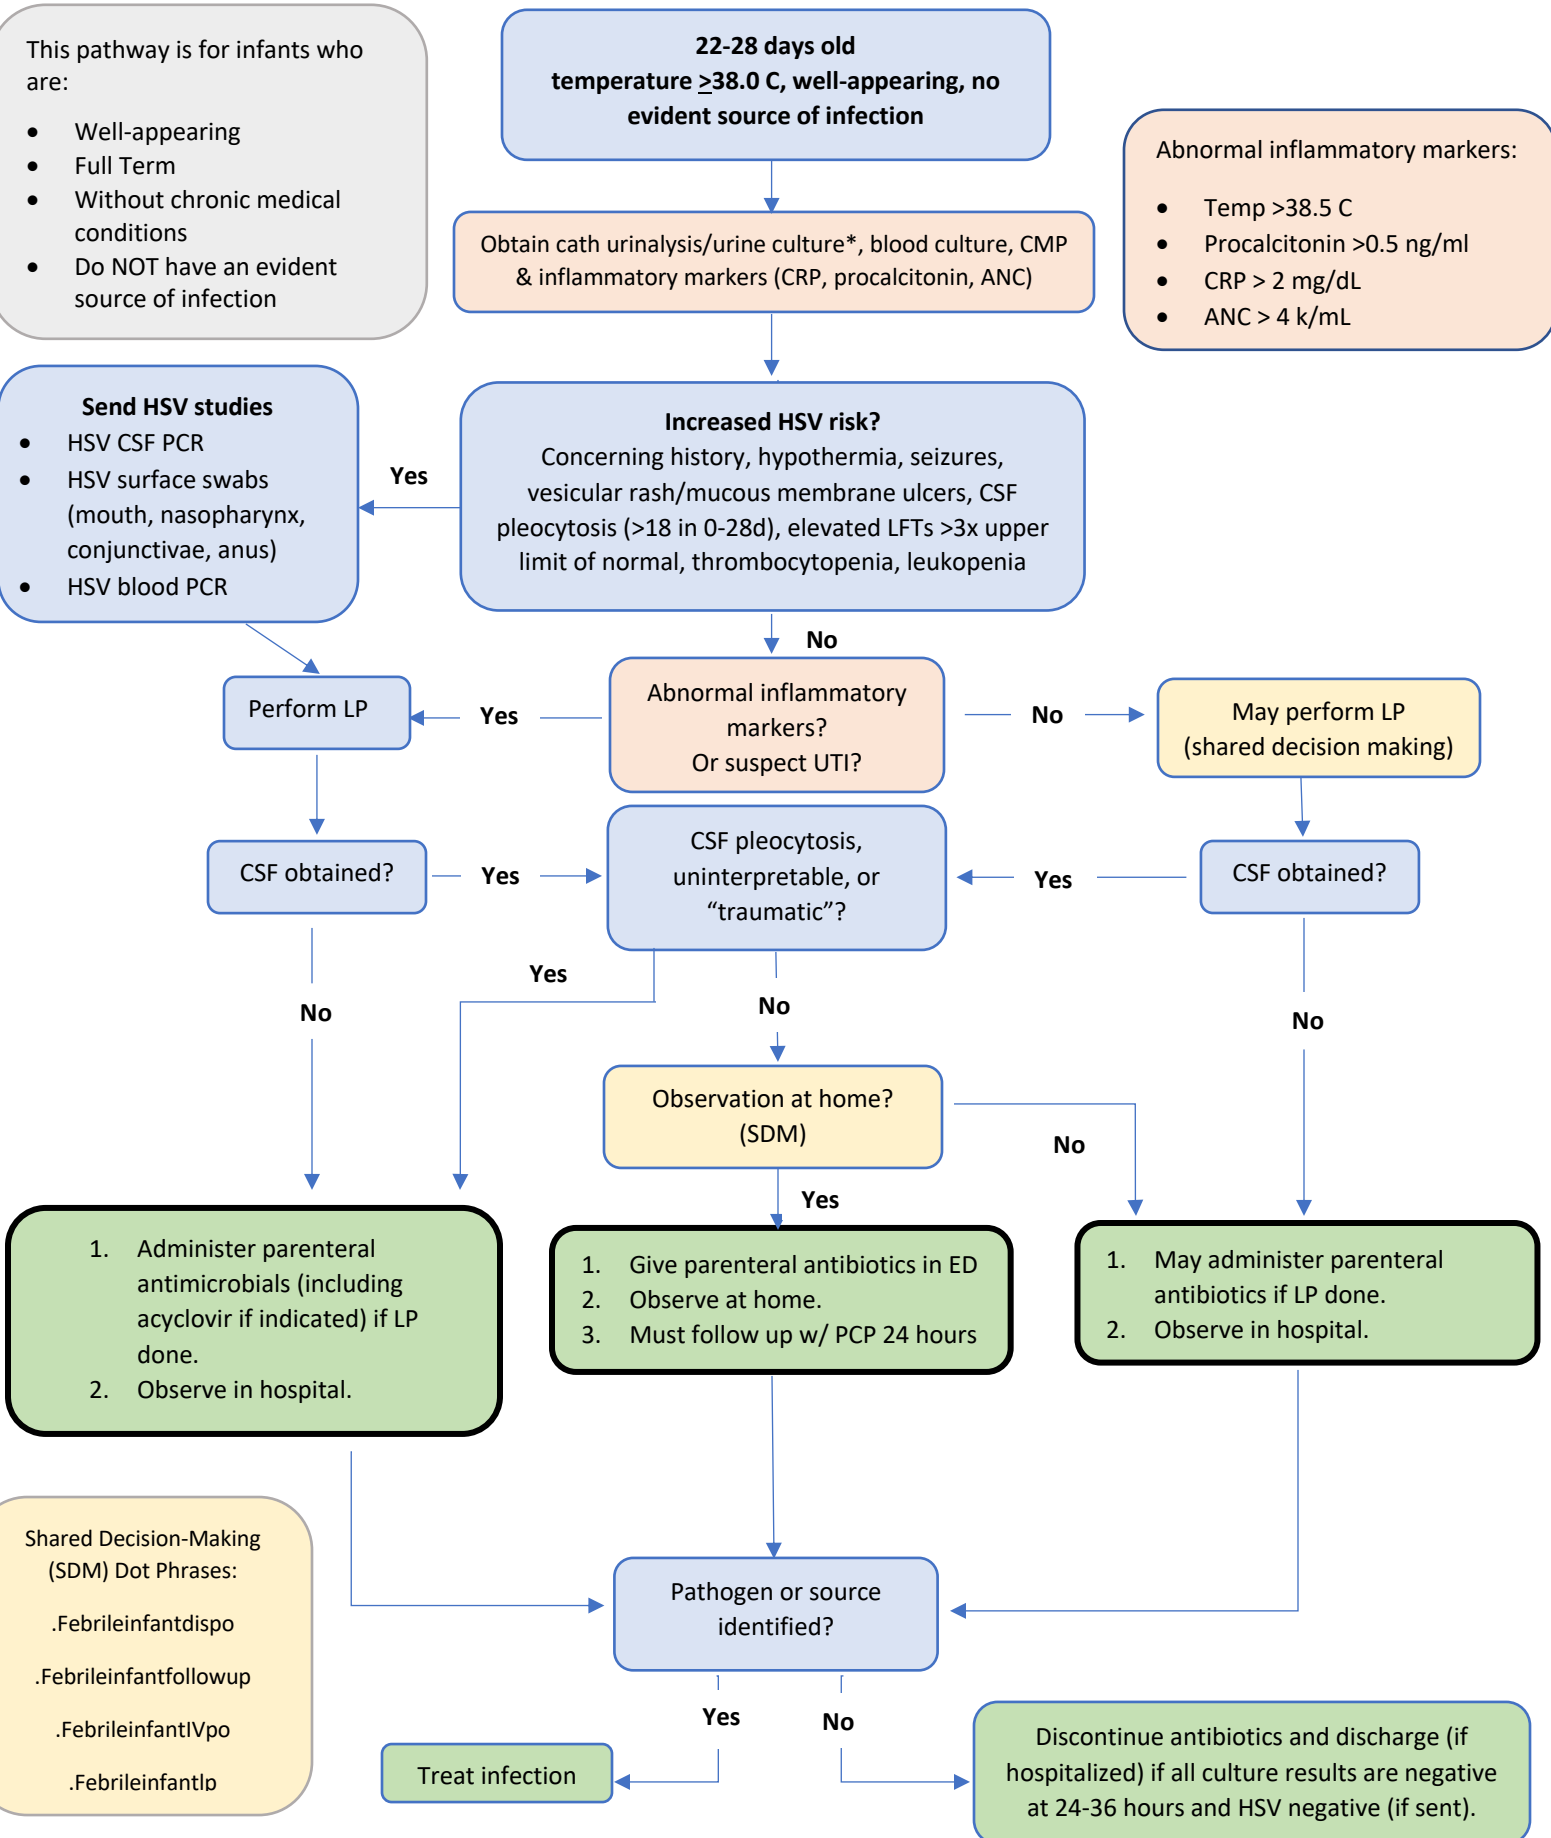 This pathway is for infants who
are:
• Well-appearing
• Full Term
• Without chronic medical
conditions
• Do NOT have an evident
source of infection
22-28 days old
temperature >38.0 C, well-appearing, no
evident source of infection
Abnormal inflammatory markers:
• Temp >38.5 C
• Procalcitonin >0.5 ng/ml
• CRP > 2 mg/dL
• ANC > 4 k/mL
Obtain cath urinalysis/urine culture*, blood culture, CMP
& inflammatory markers (CRP, procalcitonin, ANC)
Send HSV studies
• HSV CSF PCR
• HSV surface swabs
(mouth, nasopharynx,
conjunctivae, anus)
• HSV blood PCR
Yes
Increased HSV risk?
Concerning history, hypothermia, seizures,
vesicular rash/mucous membrane ulcers, CSF
pleocytosis (>18 in 0-28d), elevated LFTs >3x upper
limit of normal, thrombocytopenia, leukopenia
No
Perform LP
Yes
Abnormal inflammatory
markers?
Or suspect UTI?
No
May perform LP
(shared decision making)
CSF obtained?
Yes
CSF pleocytosis,
uninterpretable, or
“traumatic”?
Yes
CSF obtained?
No
Yes
No
No
Observation at home?
(SDM)
No
Yes
1. Administer parenteral
antimicrobials (including
acyclovir if indicated) if LP
done.
2. Observe in hospital.
1. Give parenteral antibiotics in ED
2. Observe at home.
3. Must follow up w/ PCP 24 hours
1. May administer parenteral
antibiotics if LP done.
2. Observe in hospital.
Shared Decision-Making
(SDM) Dot Phrases:
.Febrileinfantdispo
.Febrileinfantfollowup
.FebrileinfantIVpo
.Febrileinfantlp
Pathogen or source
identified?
Yes
No
Treat infection
Discontinue antibiotics and discharge (if
hospitalized) if all culture results are negative
at 24-36 hours and HSV negative (if sent).